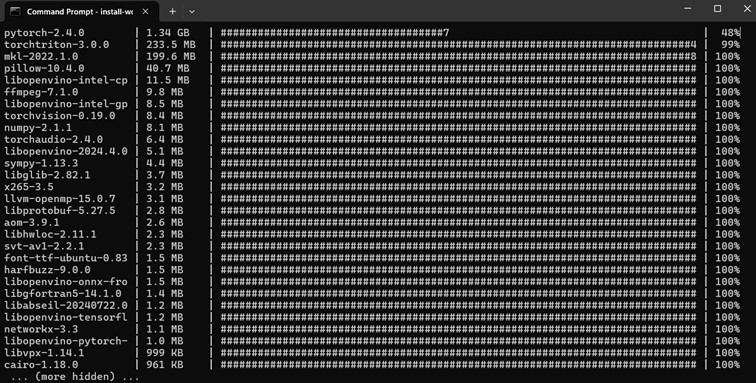 Command Prompt - install-wo
pytorch-2.4.0 | 1.34 GB | ####################################7 | 48%
torchtriton-3.0.0 | 233.5 MB | ############################################################################4 | 99%
mkl-2022.1.0 | 199.6 MB | ############################################################################8 | 100%
pillow-10.4.0 | 40.7 MB | ############################################################################# | 100%
libopenvino-intel-cp | 11.5 MB | ############################################################################# | 100%
ffmpeg-7.1.0 | 9.8 MB | ############################################################################# | 100%
libopenvino-intel-gp | 8.5 MB | ############################################################################# | 100%
torchvision-0.19.0 | 8.4 MB | ############################################################################# | 100%
numpy-2.1.1 | 8.1 MB | ############################################################################# | 100%
torchaudio-2.4.0 | 6.4 MB | ############################################################################# | 100%
libopenvino-2024.4.0 | 5.1 MB | ############################################################################# | 100%
sympy-1.13.3 | 4.4 MB | ############################################################################# | 100%
libglib-2.82.1 | 3.7 MB | ############################################################################# | 100%
x265-3.5 | 3.2 MB | ############################################################################# | 100%
llvm-openmp-15.0.7 | 3.1 MB | ############################################################################# | 100%
libprotobuf-5.27.5 | 2.8 MB | ############################################################################# | 100%
aom-3.9.1 | 2.6 MB | ############################################################################# | 100%
libhwloc-2.11.1 | 2.3 MB | ############################################################################# | 100%
svt-av1-2.2.1 | 2.3 MB | ############################################################################# | 100%
font-ttf-ubuntu-0.83 | 1.5 MB | ############################################################################# | 100%
harfbuzz-9.0.0 | 1.5 MB | ############################################################################# | 100%
libopenvino-onnx-fro | 1.5 MB | ############################################################################# | 100%
libgfortran5-14.1.0 | 1.4 MB | ############################################################################# | 100%
libabseil-20240722.0 | 1.2 MB | ############################################################################# | 100%
libopenvino-tensorfl | 1.2 MB | ############################################################################# | 100%
networkx-3.3 | 1.1 MB | ############################################################################# | 100%
libopenvino-pytorch- | 1.0 MB | ############################################################################# | 100%
libvpx-1.14.1 | 999 KB | ############################################################################# | 100%
cairo-1.18.0 | 961 KB | ############################################################################# | 100%
... (more hidden) ...